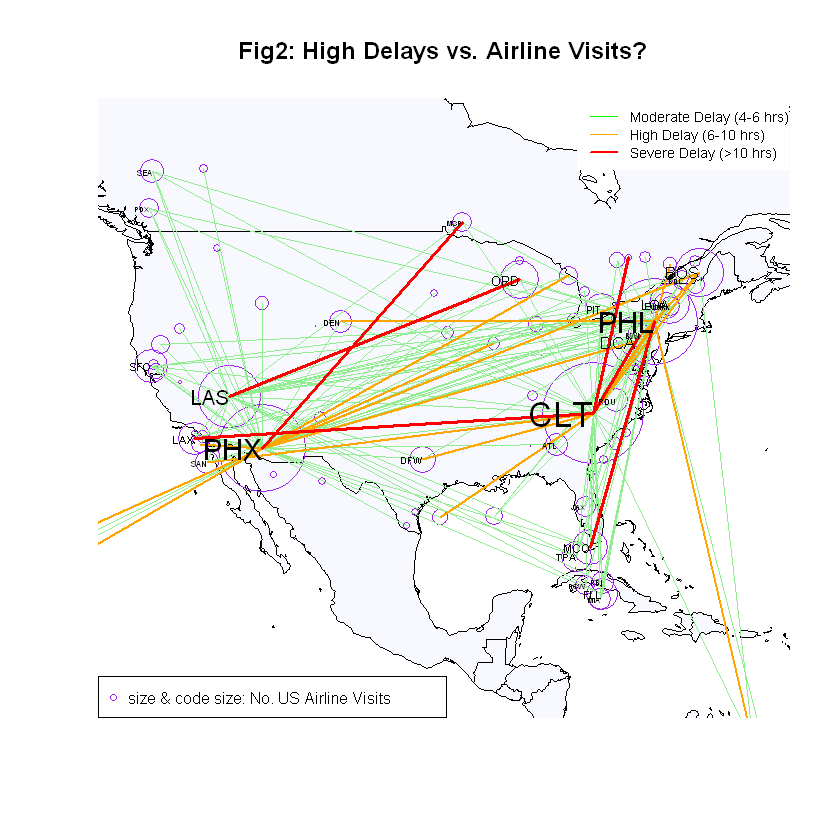 Fig2: High Delays vs. Airline Visits?
Moderate Delay (4-6 hrs)
High Delay (6-10 hrs)
Severe Delay (>10 hrs)
SEA
PDX
MSP
BOS
ORD
PIT
DEN
PHL
DCA
SFO
LAS
RDU
CLT
LAX
PHX
ATL
SAN
DFW
JAX
MCO
TPA
FLL
size & code size: No. US Airline Visits